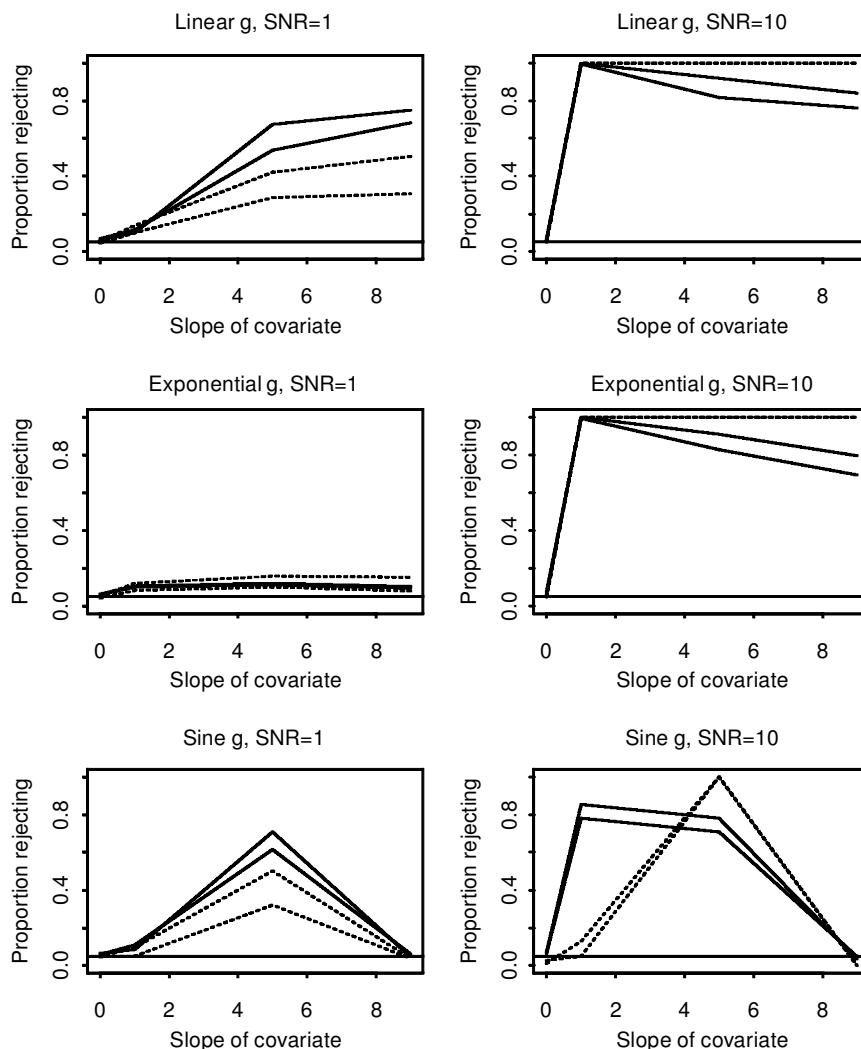 Linear g, SNR=1
Proportion rejecting
0.0 0.4 0.8
0 2 4 6 8
Slope of covariate
Linear g, SNR=10
Proportion rejecting
0.0 0.4 0.8
0 2 4 6 8
Slope of covariate
Exponential g, SNR=1
Proportion rejecting
0.0 0.4 0.8
0 2 4 6 8
Slope of covariate
Exponential g, SNR=10
Proportion rejecting
0.0 0.4 0.8
0 2 4 6 8
Slope of covariate
Sine g, SNR=1
Proportion rejecting
0.0 0.4 0.8
0 2 4 6 8
Slope of covariate
Sine g, SNR=10
Proportion rejecting
0.0 0.4 0.8
0 2 4 6 8
Slope of covariate